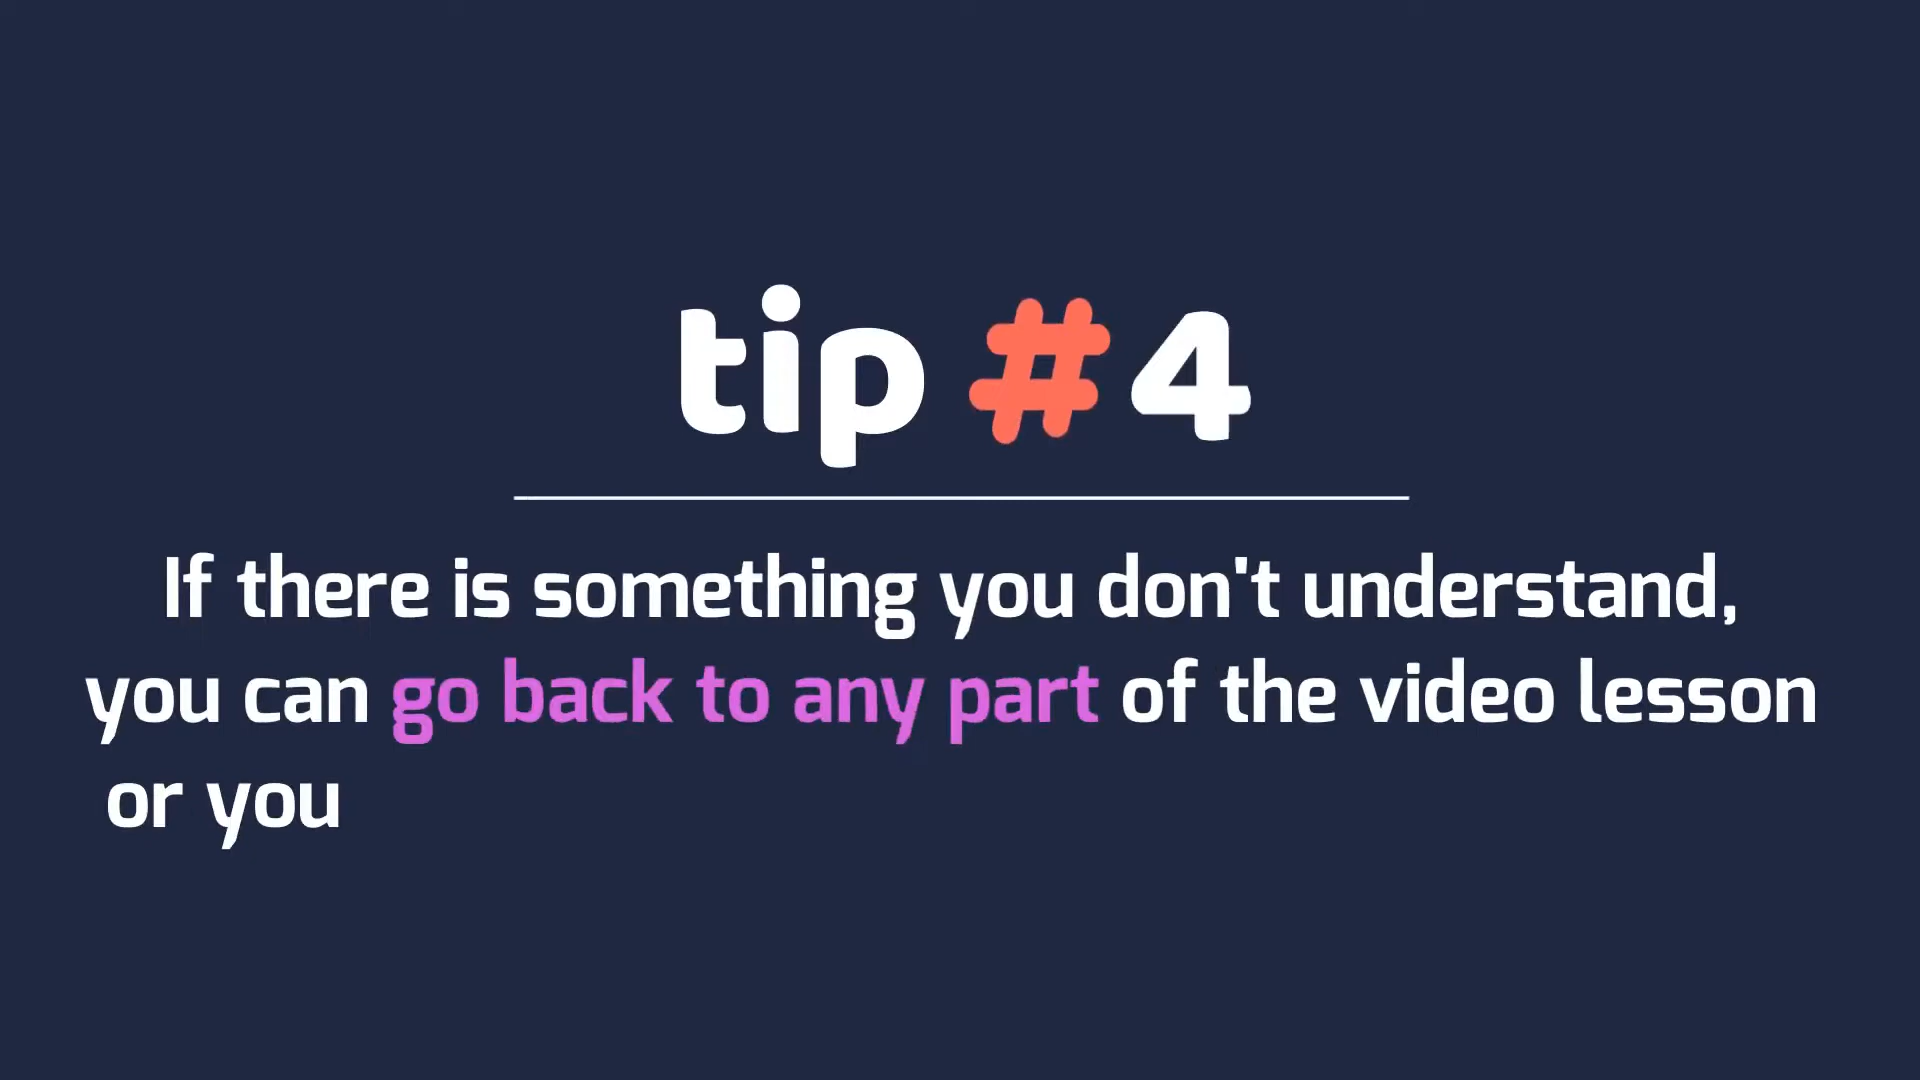 tip #4
If there is something you don't understand,
you can go back to any part of the video lesson
or you